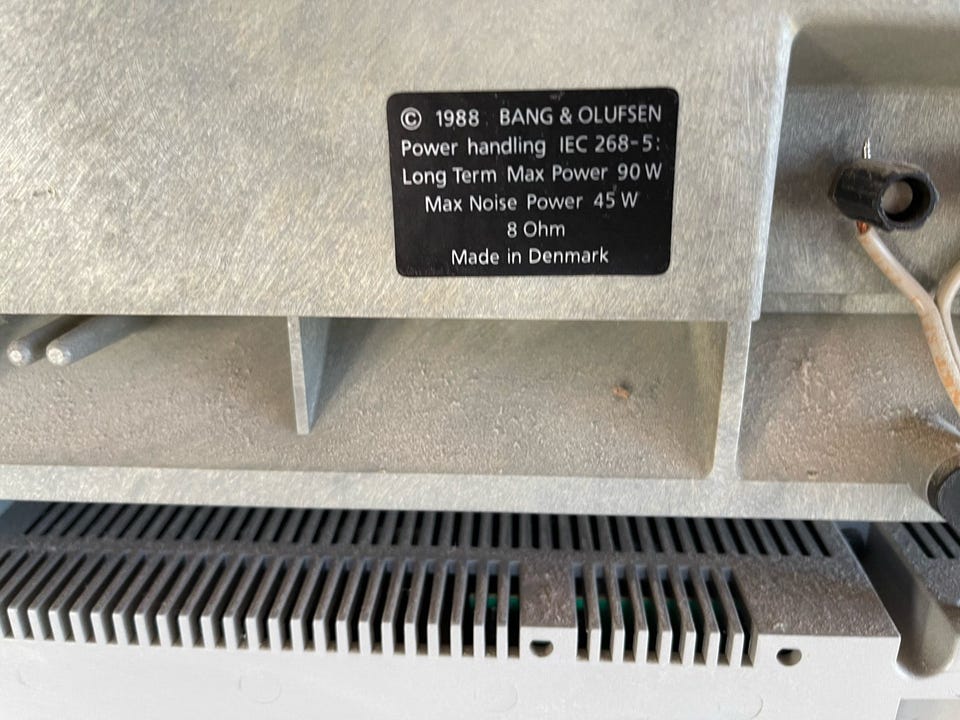 © 1988 BANG & OLUFSEN
Power handling IEC 268-5:
Long Term Max Power 90 W
Max Noise Power 45 W
8 Ohm
Made in Denmark